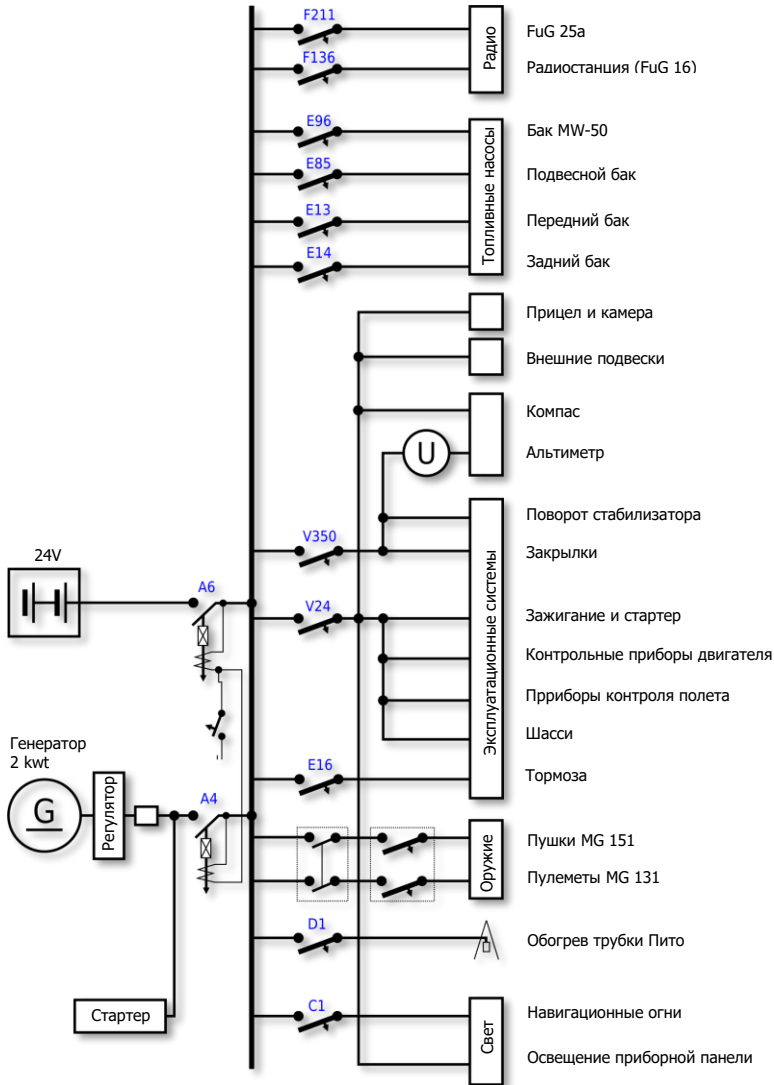 F211
Радио
FuG 25a
F136
Радиостанция (FuG 16)
E96
Топливные насосы
Бак MW-50
E85
Подвесной бак
E13
Передний бак
E14
Задний бак
Прицел и камера
Внешние подвески
Компас
U
Альтиметр
Эксплуатационные системы
Поворот стабилизатора
V350
Закрылки
24V
A6
V24
Зажигание и стартер
Контрольные приборы двигателя
Прриборы контроля полета
Шасси
Генератор
2 kwt
E16
Тормоза
G
Регулятор
A4
Оружие
Пушки MG 151
Пулеметы MG 131
D1
Обогрев трубки Пито
Стартер
C1
Свет
Навигационные огни
Освещение приборной панели